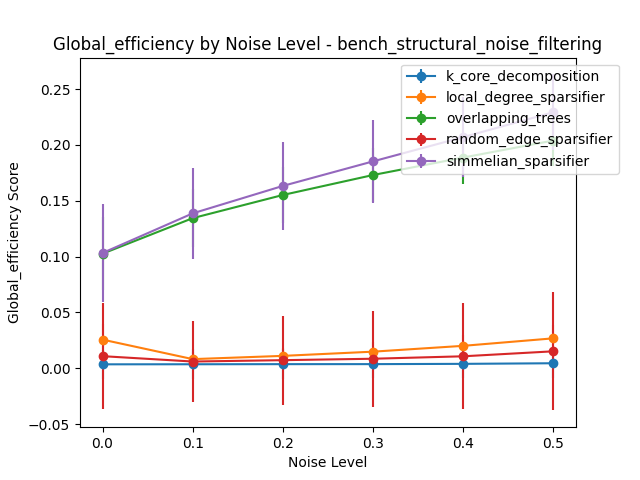 Global_efficiency by Noise Level - bench_structural_noise_filtering
k_core_decomposition
local_degree_sparsifier
overlapping_trees
random_edge_sparsifier
simmelian_sparsifier
Global_efficiency Score
0.25
0.20
0.15
0.10
0.05
0.00
−0.05
0.0 0.1 0.2 0.3 0.4 0.5
Noise Level